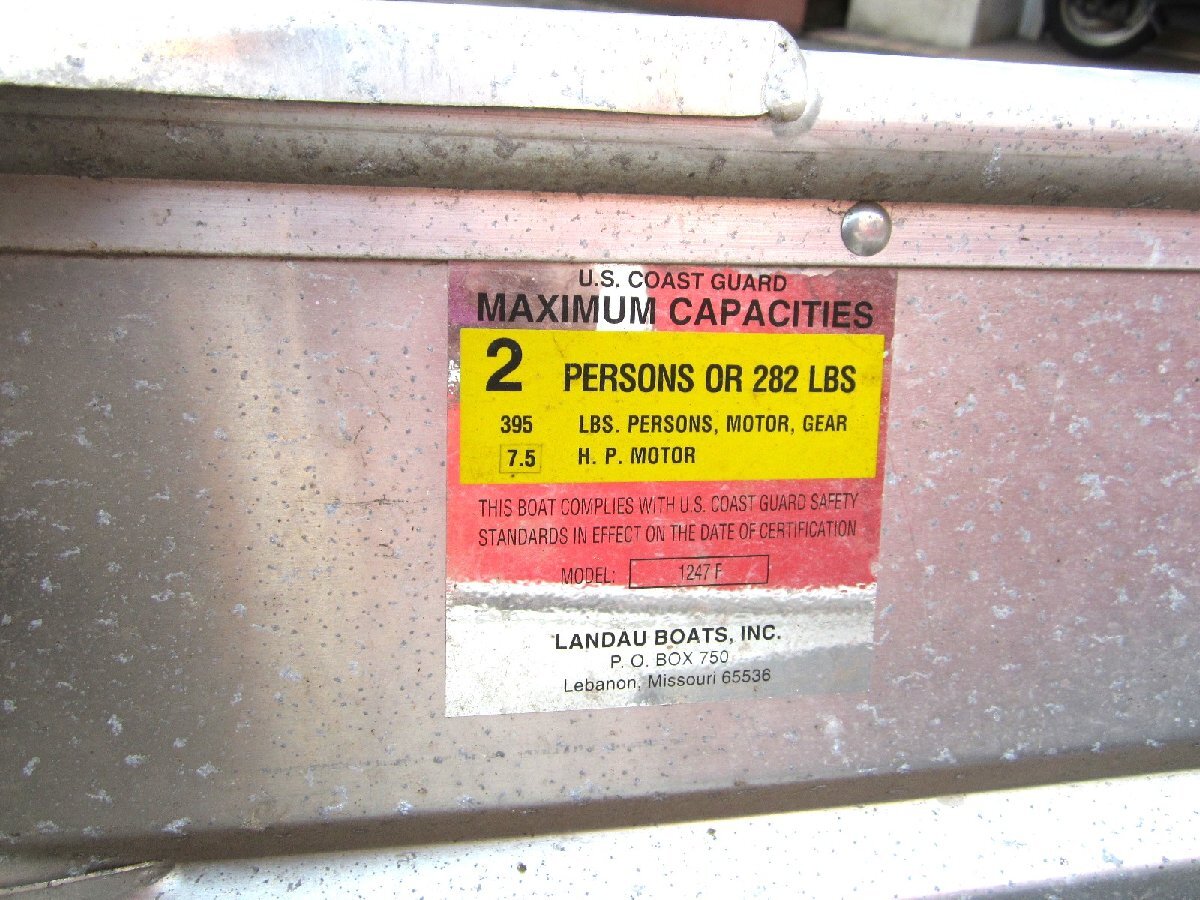 U.S. COAST GUARD
MAXIMUM CAPACITIES
2 PERSONS OR 282 LBS
395 LBS. PERSONS, MOTOR, GEAR
7.5 H. P. MOTOR
THIS BOAT COMPLIES WITH U.S. COAST GUARD SAFETY
STANDARDS IN EFFECT ON THE DATE OF CERTIFICATION
MODEL: 1247 F
LANDAU BOATS, INC.
P. O. BOX 750
Lebanon, Missouri 65536